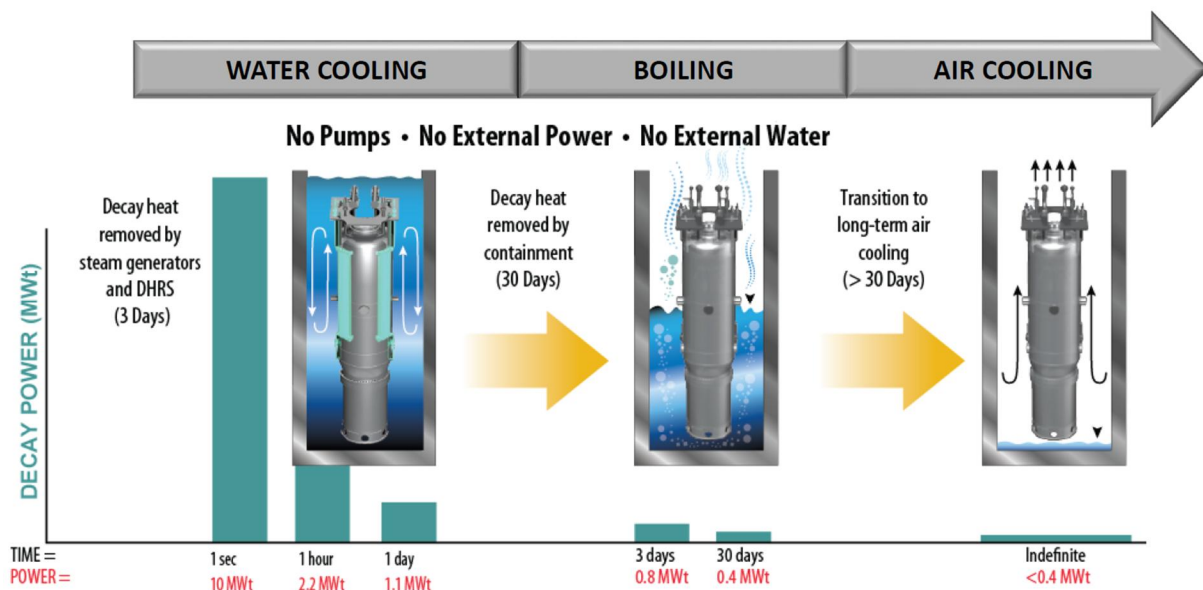 WATER COOLING
BOILING
AIR COOLING
No Pumps • No External Power • No External Water
Decay heat
removed by
steam generators
and DHRS
(3 Days)
Decay heat
removed by
containment
(30 Days)
Transition to
long-term air
cooling
(> 30 Days)
DECAY POWER (MWt)
TIME = 1 sec 1 hour 1 day 3 days 30 days Indefinite
POWER = 10 MWt 2.2 MWt 1.1 MWt 0.8 MWt 0.4 MWt <0.4 MWt